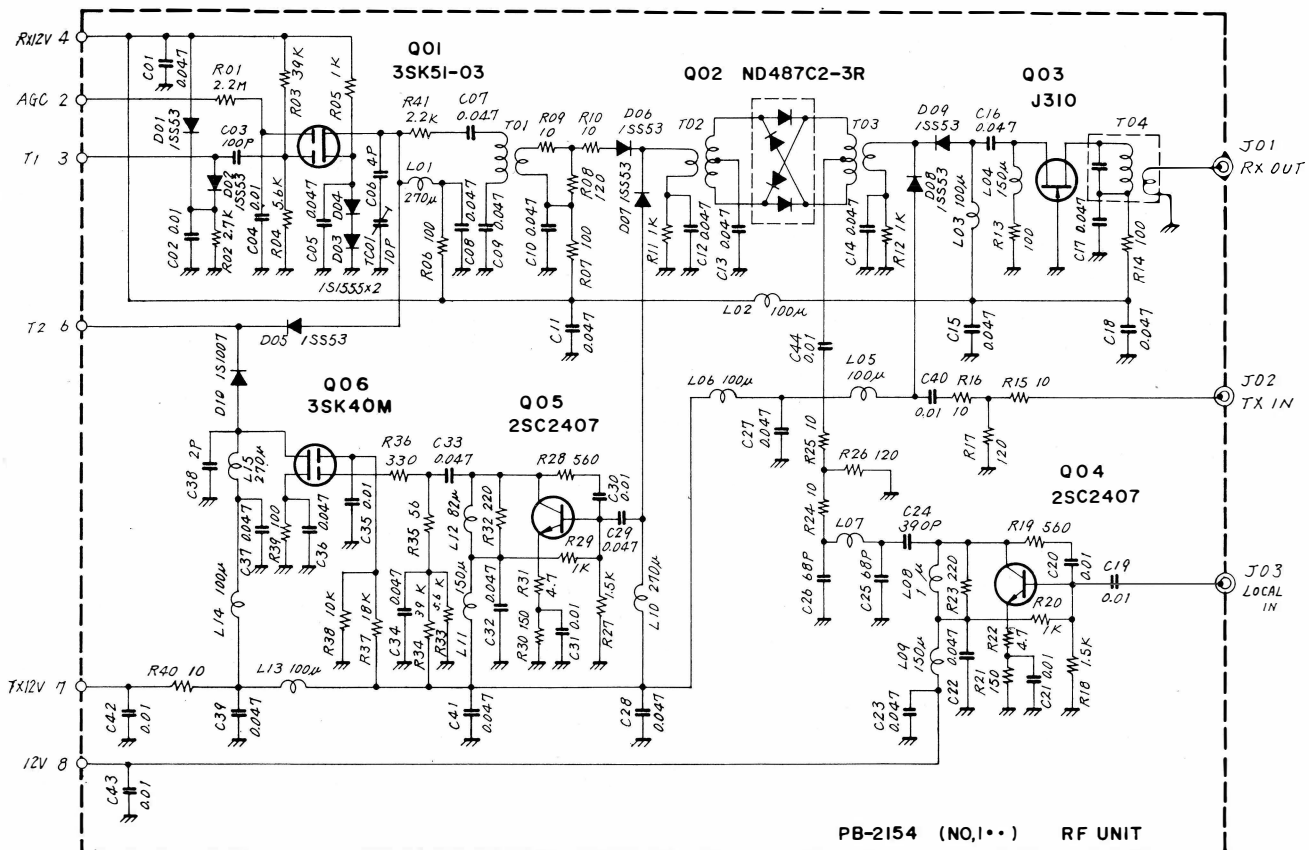 RX12V 4
AGC 2
T1 3
T2 6
TX12V 7
12V 8
C01 0.047
R01 2.2M
D01 1SS53
C03 100P
D02 1SS53
C02 0.01
R02 2.7K
C04 0.01
R03 39K
R04 5.6K
R05 1K
Q01
3SK51-03
C05 0.047
D04
D03
1S1555x2
C06 4P
TC01 10P
R41 2.2K
C07 0.047
L01 270μ
R06 100
C08 0.047
C09 0.047
T01
R09 10
R10 10
R08 120
C10 0.047
R07 100
C11 0.047
D06 1SS53
D07 1SS53
R11 1K
T02
C12 0.047
C13 0.047
Q02 ND487C2-3R
T03
C14 0.047
R12 1K
D09 1SS53
D08 1SS53
C16 0.047
L03 100μ
L04 150μ
R13 100
Q03
J310
T04
C17 0.047
R14 100
J01
RX OUT
L02 100μ
C15 0.047
C18 0.047
D05 1SS53
D10 1S1007
Q06
3SK40M
C38 2P
L15 270μ
C37 0.047
R39 100
C36 0.047
C35 0.01
L14 100μ
R36 330
C33 0.047
R35 56
R38 10K
R37 18K
C34 0.047
R34 39K
R33 5.6K
Q05
2SC2407
L12 82μ
R32 220
R28 560
C30 0.01
C29 0.047
R29 1K
L11 150μ
C32 0.047
R31 4.7
R30 150
C31 0.01
R27 1.5K
L10 270μ
L06 100μ
C27 0.047
L05 100μ
C44 0.01
C40 0.01
R16 10
R15 10
R17 120
J02
TX IN
R25 10
R26 120
R24 10
L07
C24 390P
C26 68P
C25 68P
L08 1μ
R23 220
Q04
2SC2407
R19 560
C20 0.01
C19 0.01
R20 1K
R22 4.7
L09 150μ
C22 0.047
R21 150
C21 0.01
R18 1.5K
C23 0.047
J03
LOCAL IN
R40 10
L13 100μ
C42 0.01
C39 0.047
C41 0.047
C28 0.047
C43 0.01
PB-2154 (NO,1••) RF UNIT